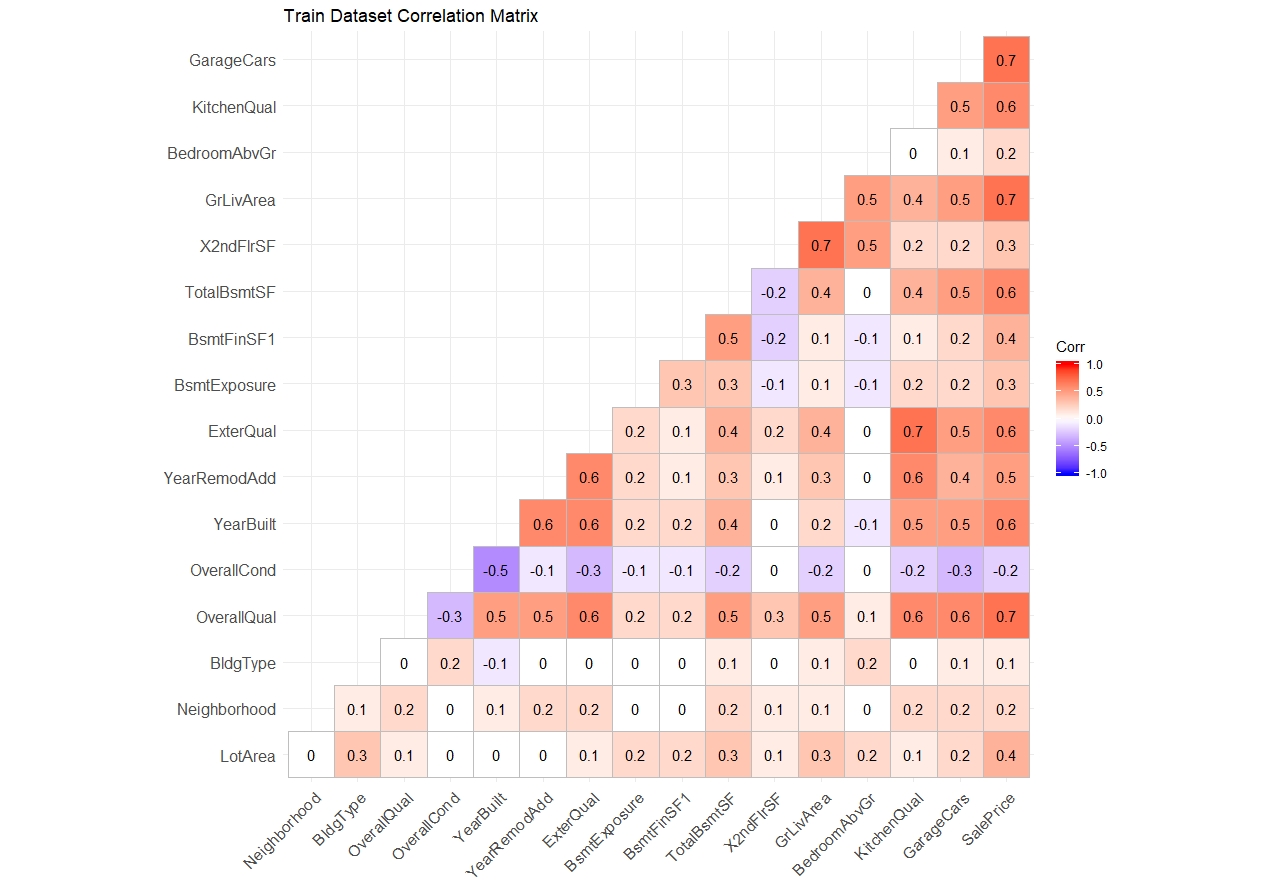 Train Dataset Correlation Matrix
GarageCars 0.7
KitchenQual 0.5 0.6
BedroomAbvGr 0 0.1 0.2
GrLivArea 0.5 0.4 0.5 0.7
X2ndFlrSF 0.7 0.5 0.2 0.2 0.3
TotalBsmtSF -0.2 0.4 0 0.4 0.5 0.6
BsmtFinSF1 0.5 -0.2 0.1 -0.1 0.1 0.2 0.4
BsmtExposure 0.3 0.3 -0.1 0.1 -0.1 0.2 0.2 0.3
ExterQual 0.2 0.1 0.4 0.2 0.4 0 0.7 0.5 0.6
YearRemodAdd 0.6 0.2 0.1 0.3 0.1 0.3 0 0.6 0.4 0.5
YearBuilt 0.6 0.6 0.2 0.2 0.4 0 0.2 -0.1 0.5 0.5 0.6
OverallCond -0.5 -0.1 -0.3 -0.1 -0.1 -0.2 0 -0.2 0 -0.2 -0.3 -0.2
OverallQual -0.3 0.5 0.5 0.6 0.2 0.2 0.5 0.3 0.5 0.1 0.6 0.6 0.7
BldgType 0 0.2 -0.1 0 0 0 0 0.1 0 0.1 0.2 0 0.1 0.1
Neighborhood 0.1 0.2 0 0.1 0.2 0.2 0 0 0.2 0.1 0.1 0 0.2 0.2 0.2
LotArea 0 0.3 0.1 0 0 0 0.1 0.2 0.2 0.3 0.1 0.3 0.2 0.1 0.2 0.4
Neighborhood BldgType OverallQual OverallCond YearBuilt YearRemodAdd ExterQual BsmtExposure BsmtFinSF1 TotalBsmtSF X2ndFlrSF GrLivArea BedroomAbvGr KitchenQual GarageCars SalePrice
Corr
1.0
0.5
0.0
-0.5
-1.0